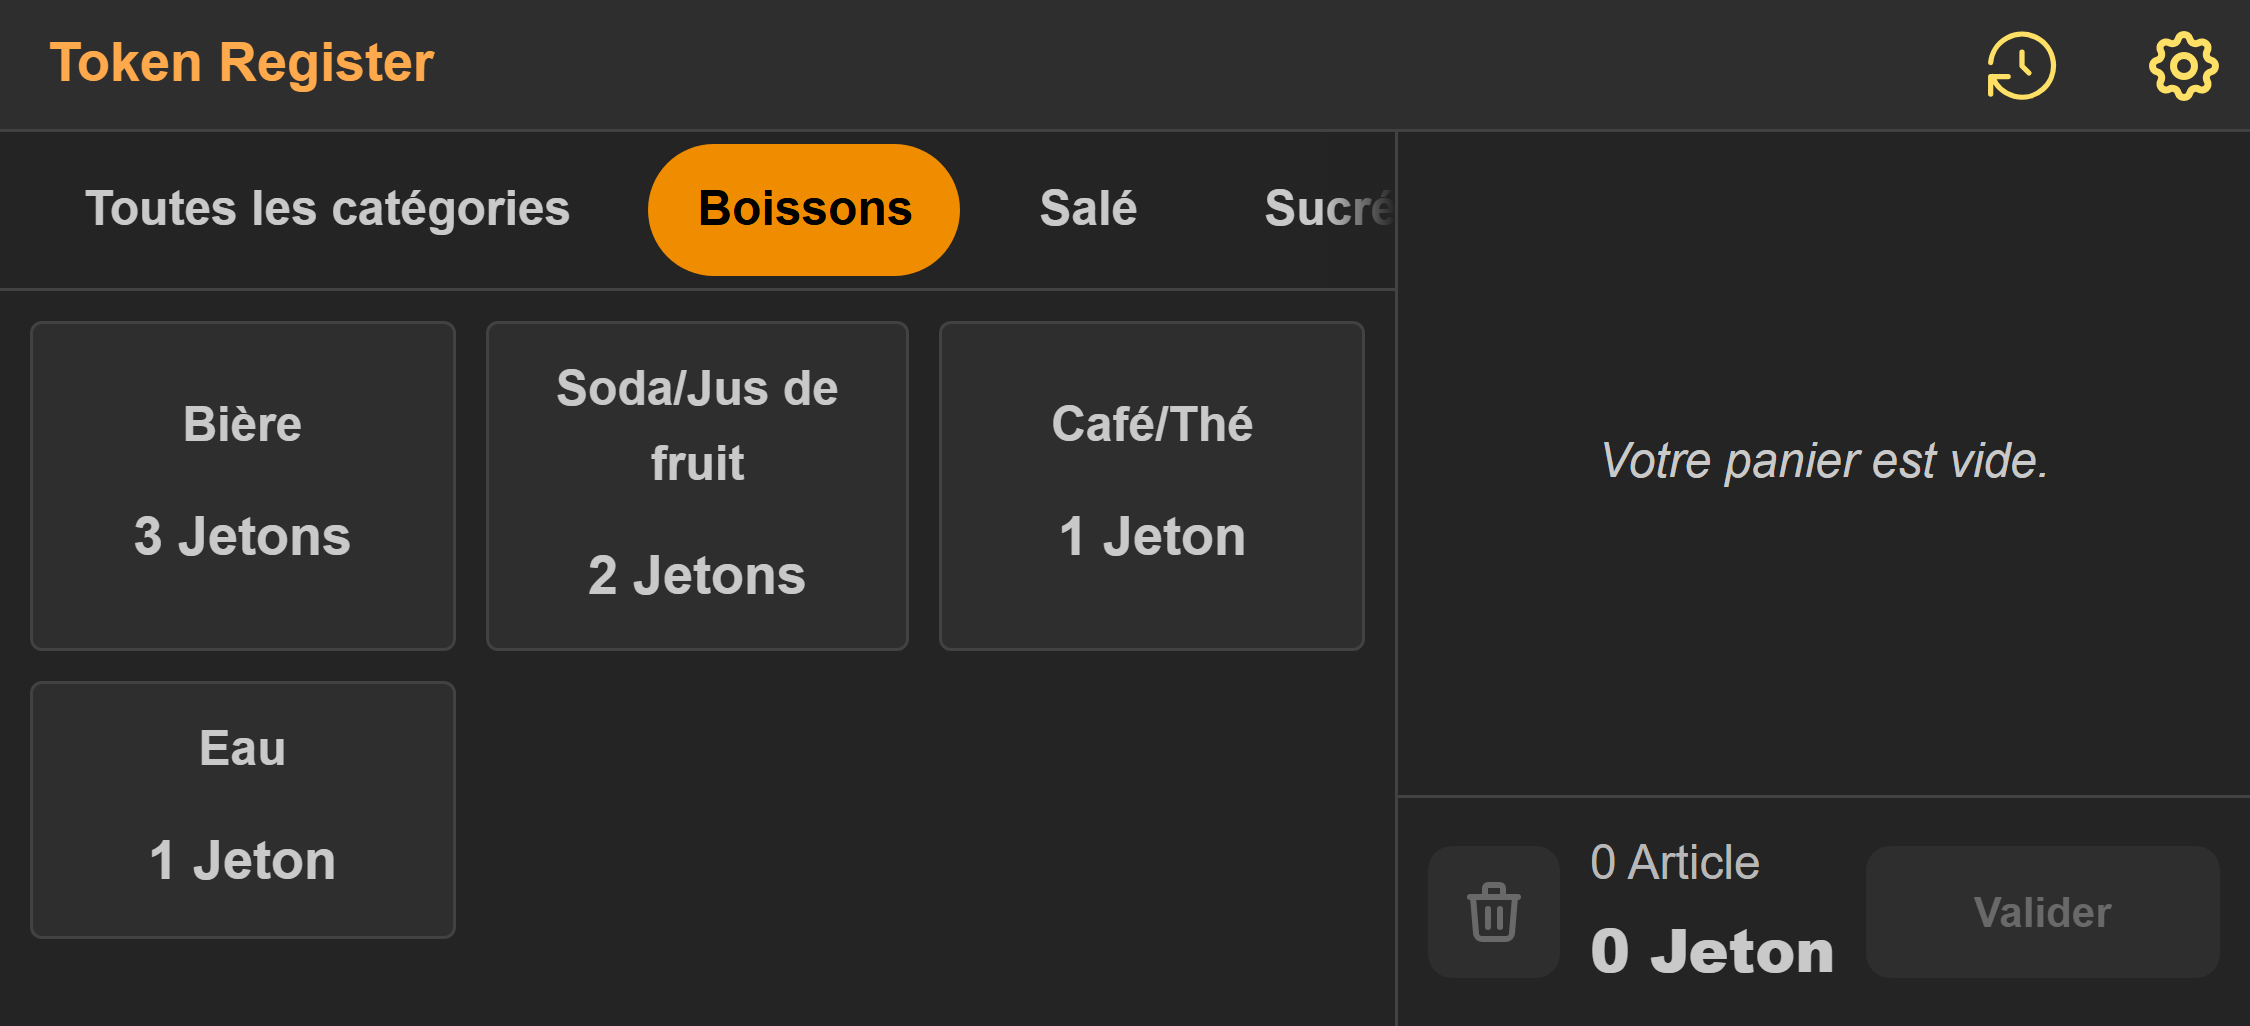 Token Register
Toutes les catégories
Boissons
Salé
Sucré
Bière
3 Jetons
Soda/Jus de
fruit
2 Jetons
Café/Thé
1 Jeton
Eau
1 Jeton
Votre panier est vide.
0 Article
0 Jeton
Valider